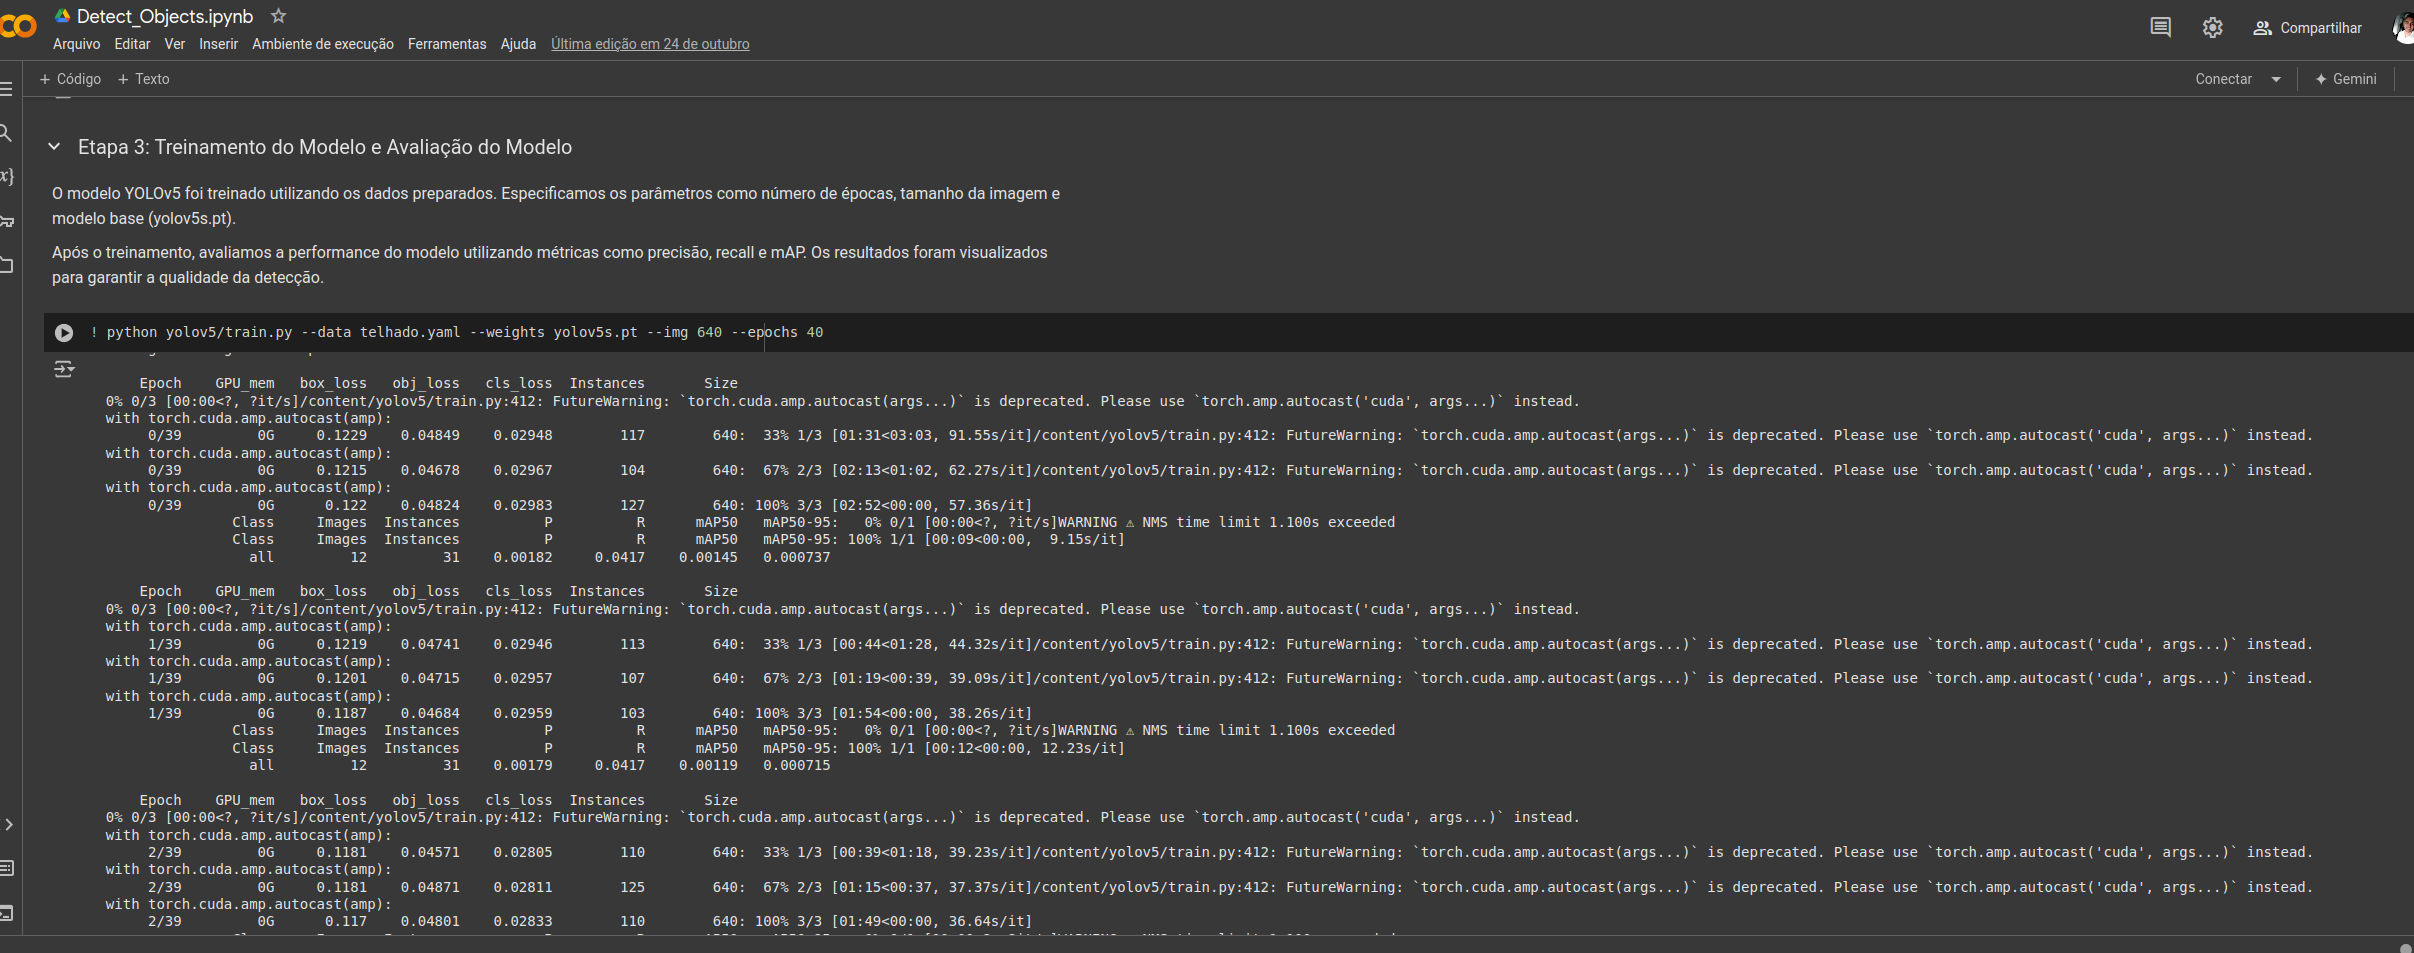 Detect_Objects.ipynb
Arquivo Editar Ver Inserir Ambiente de execução Ferramentas Ajuda Última edição em 24 de outubro
Compartilhar
+ Código + Texto
Conectar Gemini
Etapa 3: Treinamento do Modelo e Avaliação do Modelo
O modelo YOLOv5 foi treinado utilizando os dados preparados. Especificamos os parâmetros como número de épocas, tamanho da imagem e
modelo base (yolov5s.pt).
Após o treinamento, avaliamos a performance do modelo utilizando métricas como precisão, recall e mAP. Os resultados foram visualizados
para garantir a qualidade da detecção.
! python yolov5/train.py --data telhado.yaml --weights yolov5s.pt --img 640 --epochs 40
Epoch GPU_mem box_loss obj_loss cls_loss Instances Size
0% 0/3 [00:00<?, ?it/s]/content/yolov5/train.py:412: FutureWarning: `torch.cuda.amp.autocast(args...)` is deprecated. Please use `torch.amp.autocast('cuda', args...)` instead.
with torch.cuda.amp.autocast(amp):
0/39 0G 0.1229 0.04849 0.02948 117 640: 33% 1/3 [01:31<03:03, 91.55s/it]/content/yolov5/train.py:412: FutureWarning: `torch.cuda.amp.autocast(args...)` is deprecated. Please use `torch.amp.autocast('cuda', args...)` instead.
with torch.cuda.amp.autocast(amp):
0/39 0G 0.1215 0.04678 0.02967 104 640: 67% 2/3 [02:13<01:02, 62.27s/it]/content/yolov5/train.py:412: FutureWarning: `torch.cuda.amp.autocast(args...)` is deprecated. Please use `torch.amp.autocast('cuda', args...)` instead.
with torch.cuda.amp.autocast(amp):
0/39 0G 0.122 0.04824 0.02983 127 640: 100% 3/3 [02:52<00:00, 57.36s/it]
Class Images Instances P R mAP50 mAP50-95: 0% 0/1 [00:00<?, ?it/s]WARNING ⚠ NMS time limit 1.100s exceeded
Class Images Instances P R mAP50 mAP50-95: 100% 1/1 [00:09<00:00, 9.15s/it]
all 12 31 0.00182 0.0417 0.00145 0.000737
Epoch GPU_mem box_loss obj_loss cls_loss Instances Size
0% 0/3 [00:00<?, ?it/s]/content/yolov5/train.py:412: FutureWarning: `torch.cuda.amp.autocast(args...)` is deprecated. Please use `torch.amp.autocast('cuda', args...)` instead.
with torch.cuda.amp.autocast(amp):
1/39 0G 0.1219 0.04741 0.02946 113 640: 33% 1/3 [00:44<01:28, 44.32s/it]/content/yolov5/train.py:412: FutureWarning: `torch.cuda.amp.autocast(args...)` is deprecated. Please use `torch.amp.autocast('cuda', args...)` instead.
with torch.cuda.amp.autocast(amp):
1/39 0G 0.1201 0.04715 0.02957 107 640: 67% 2/3 [01:19<00:39, 39.09s/it]/content/yolov5/train.py:412: FutureWarning: `torch.cuda.amp.autocast(args...)` is deprecated. Please use `torch.amp.autocast('cuda', args...)` instead.
with torch.cuda.amp.autocast(amp):
1/39 0G 0.1187 0.04684 0.02959 103 640: 100% 3/3 [01:54<00:00, 38.26s/it]
Class Images Instances P R mAP50 mAP50-95: 0% 0/1 [00:00<?, ?it/s]WARNING ⚠ NMS time limit 1.100s exceeded
Class Images Instances P R mAP50 mAP50-95: 100% 1/1 [00:12<00:00, 12.23s/it]
all 12 31 0.00179 0.0417 0.00119 0.000715
Epoch GPU_mem box_loss obj_loss cls_loss Instances Size
0% 0/3 [00:00<?, ?it/s]/content/yolov5/train.py:412: FutureWarning: `torch.cuda.amp.autocast(args...)` is deprecated. Please use `torch.amp.autocast('cuda', args...)` instead.
with torch.cuda.amp.autocast(amp):
2/39 0G 0.1181 0.04571 0.02805 110 640: 33% 1/3 [00:39<01:18, 39.23s/it]/content/yolov5/train.py:412: FutureWarning: `torch.cuda.amp.autocast(args...)` is deprecated. Please use `torch.amp.autocast('cuda', args...)` instead.
with torch.cuda.amp.autocast(amp):
2/39 0G 0.1181 0.04871 0.02811 125 640: 67% 2/3 [01:15<00:37, 37.37s/it]/content/yolov5/train.py:412: FutureWarning: `torch.cuda.amp.autocast(args...)` is deprecated. Please use `torch.amp.autocast('cuda', args...)` instead.
with torch.cuda.amp.autocast(amp):
2/39 0G 0.117 0.04801 0.02833 110 640: 100% 3/3 [01:49<00:00, 36.64s/it]